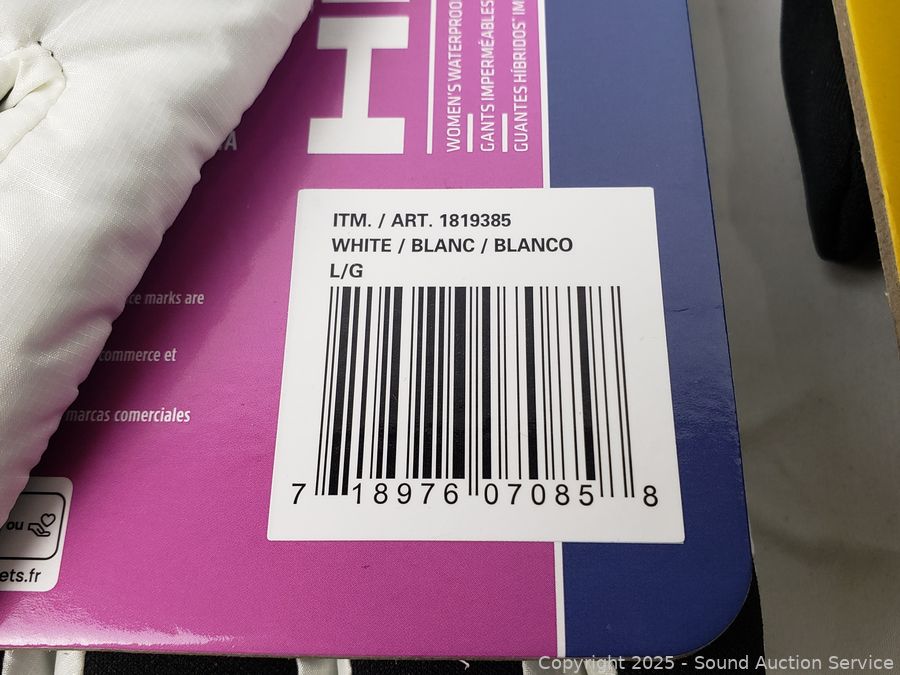 WOMEN'S WATERPROO
GANTS IMPERMÉABLES
GUANTES HÍBRIDOS* IM
ITM. / ART. 1819385
WHITE / BLANC / BLANCO
L/G
7 18976 07085 8
ce marks are
commerce et
marcas comerciales
ou
ets.fr
Copyright 2025 - Sound Auction Service